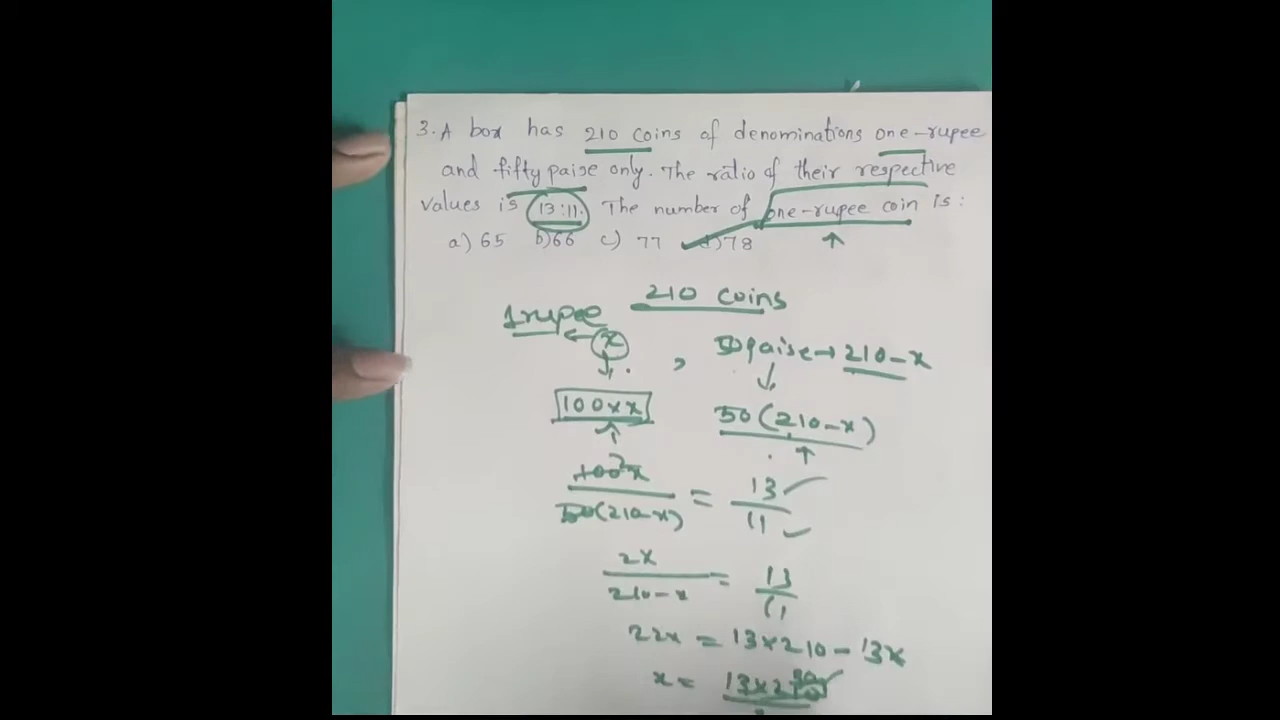 3. A box has 210 coins of denominations one-rupee
and fifty paise only. The ratio of their respective
values is 13:11. The number of one-rupee coin is:
a) 65 b) 66 c) 77 d) 78
210 coins
1 rupee
x , 50 paise → 210-x
100×x 50(210-x)
100x 2
50(210-x) = 13
11
2x
210-x = 13
11
22x = 13×210 - 13x
x = 13×210